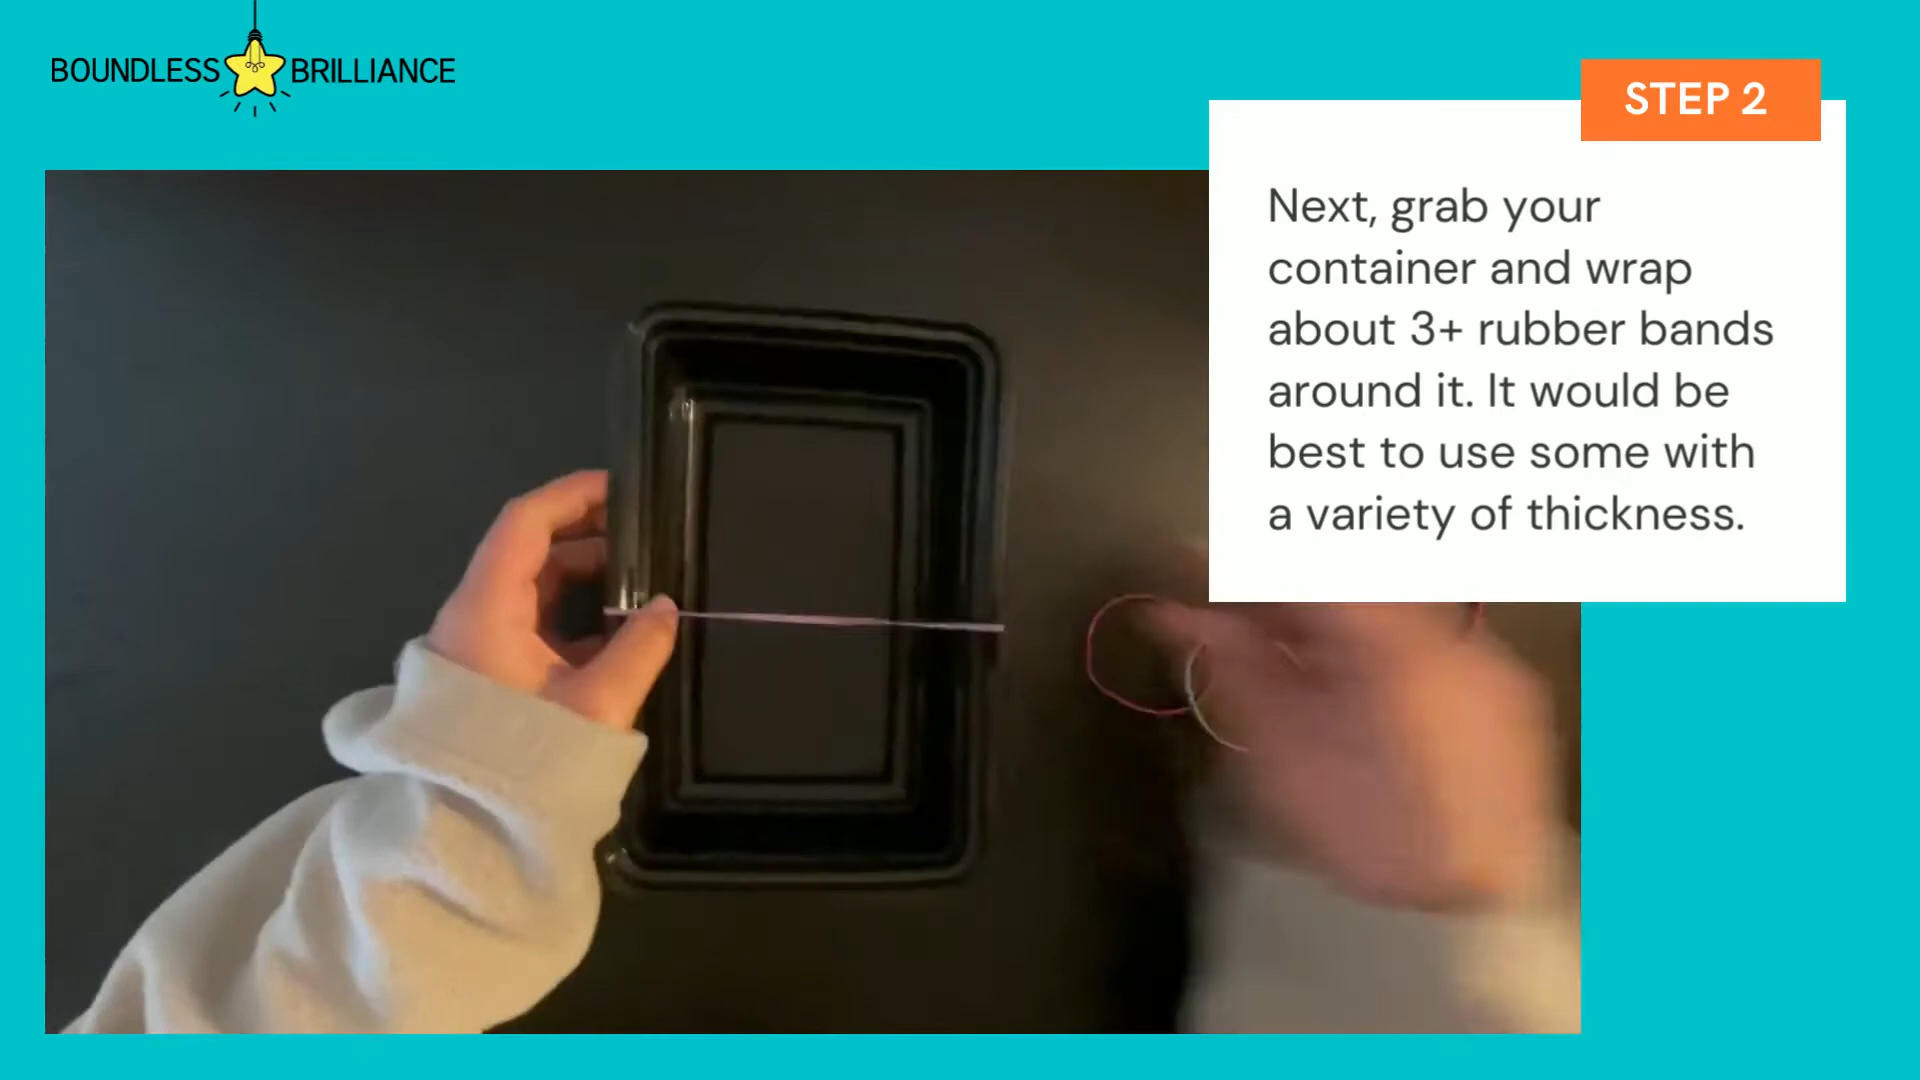 BOUNDLESS BRILLIANCE
STEP 2
Next, grab your
container and wrap
about 3+ rubber bands
around it. It would be
best to use some with
a variety of thickness.